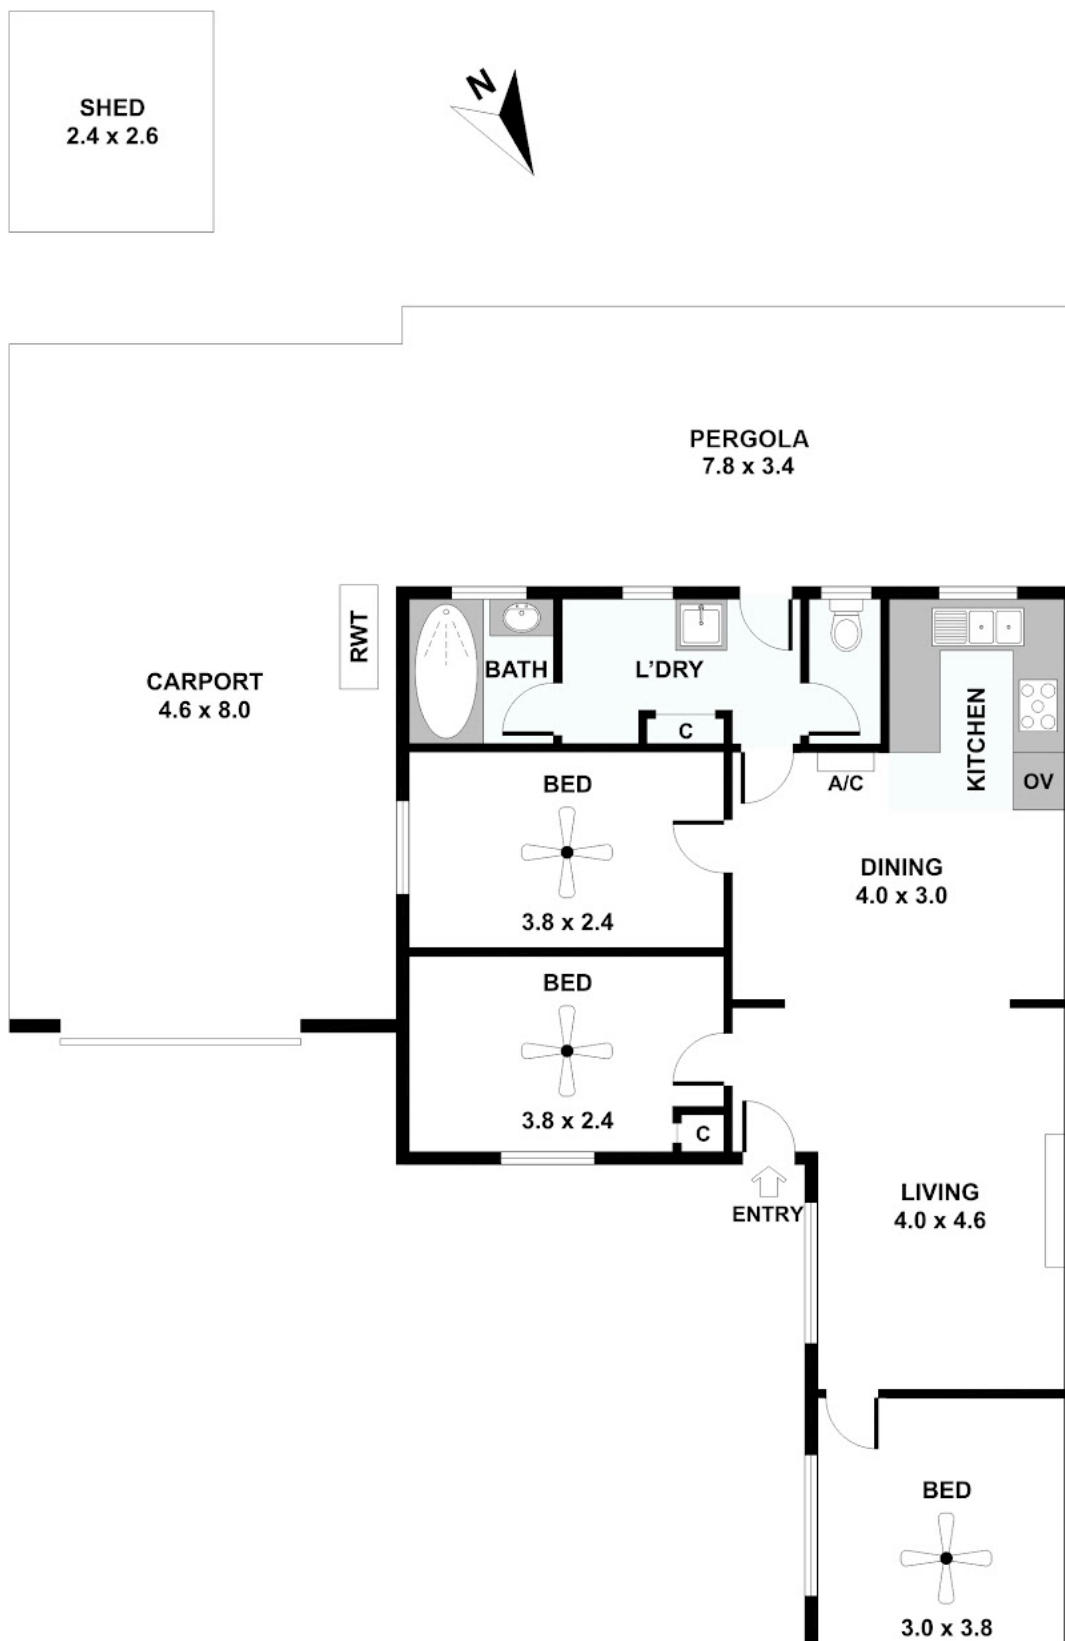 N
SHED
2.4 x 2.6
PERGOLA
7.8 x 3.4
RWT
CARPORT
4.6 x 8.0
BATH
L'DRY
C
KITCHEN
A/C
OV
BED
3.8 x 2.4
DINING
4.0 x 3.0
BED
3.8 x 2.4
C
ENTRY
LIVING
4.0 x 4.6
BED
3.0 x 3.8